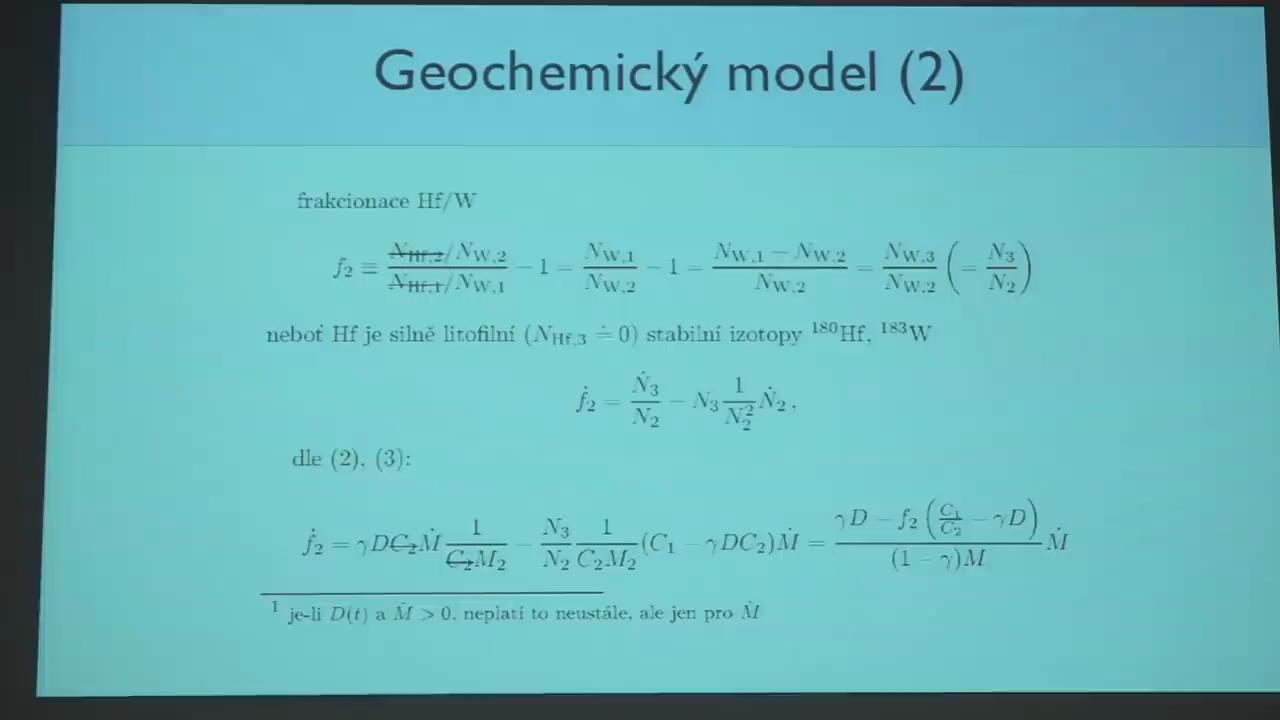 Geochemický model (2)
frakcionace Hf/W
f₂ ≡ (N_Hf,2/N_W,2)/(N_Hf,1/N_W,1) − 1 = N_W,1/N_W,2 − 1 = (N_W,1 − N_W,2)/N_W,2 = N_W,3/N_W,2 (= N₃/N₂)
neboť Hf je silně litofilní (N_Hf,3 ≐ 0) stabilní izotopy ¹⁸⁰Hf, ¹⁸³W
ḟ₂ = Ṅ₃/N₂ − N₃ 1/N₂² Ṅ₂ ,
dle (2), (3):
ḟ₂ = γDC₂Ṁ 1/(C₂M₂) − N₃/N₂ 1/(C₂M₂) (C₁ − γDC₂)Ṁ = (γD − f₂ (C₁/C₂ − γD))/((1 − γ)M) Ṁ
¹ je-li D(t) a Ṁ > 0, neplatí to neustále, ale jen pro Ṁ